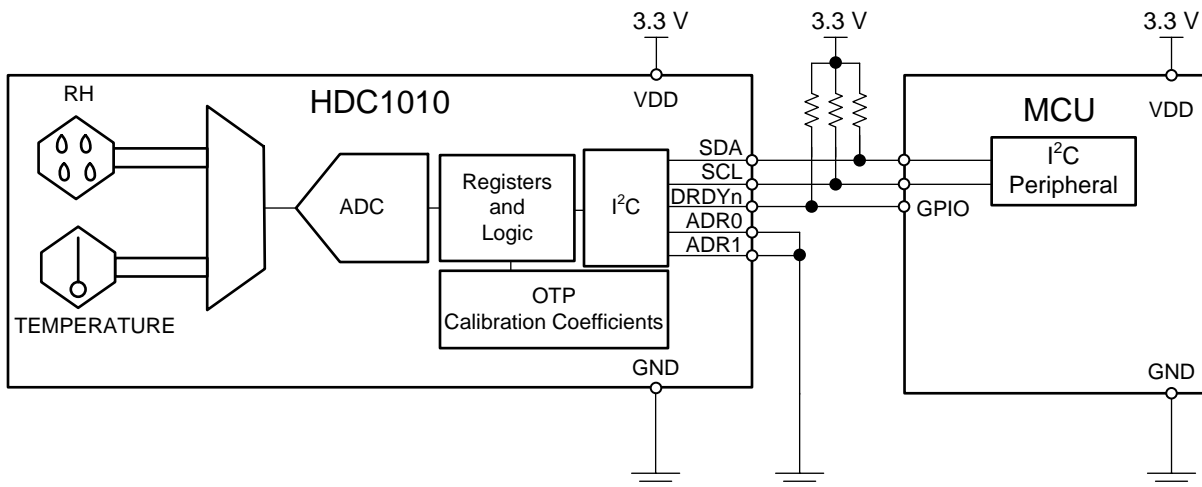 3.3 V
3.3 V
3.3 V
RH
HDC1010
VDD
MCU
VDD
SDA
SCL
DRDYn
ADR0
ADR1
ADC
Registers
and
Logic
I²C
I²C
Peripheral
GPIO
OTP
Calibration Coefficients
TEMPERATURE
GND
GND